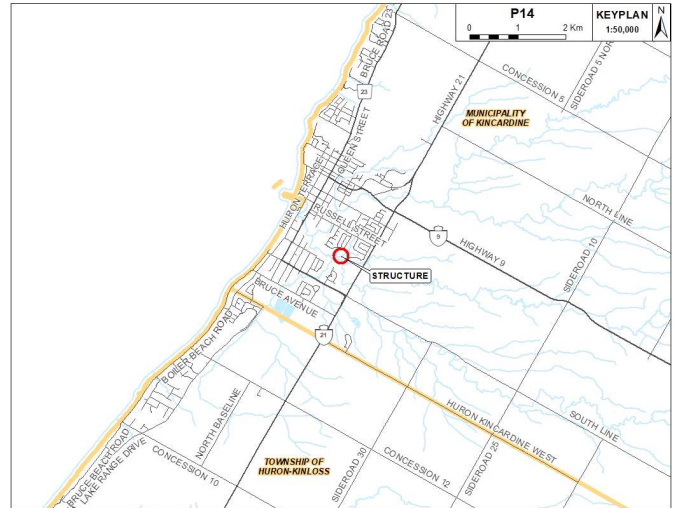 P14
0 1 2 Km
KEYPLAN
1:50,000
N
BRUCE ROAD 23
23
HIGHWAY 21
CONCESSION 5
SIDEROAD 5 NOR
MUNICIPALITY
OF KINCARDINE
QUEEN STREET
HURON TERRACE
RUSSELL STREET
NORTH LINE
9
HIGHWAY 9
SIDEROAD 10
STRUCTURE
BRUCE AVENUE
21
BOILER BEACH ROAD
HURON KINCARDINE WEST
SOUTH LINE
NORTH BASELINE
BRUCE BEACH ROAD
LAKE RANGE DRIVE
CONCESSION 10
TOWNSHIP OF
HURON-KINLOSS
SIDEROAD 30
CONCESSION 12
SIDEROAD 25